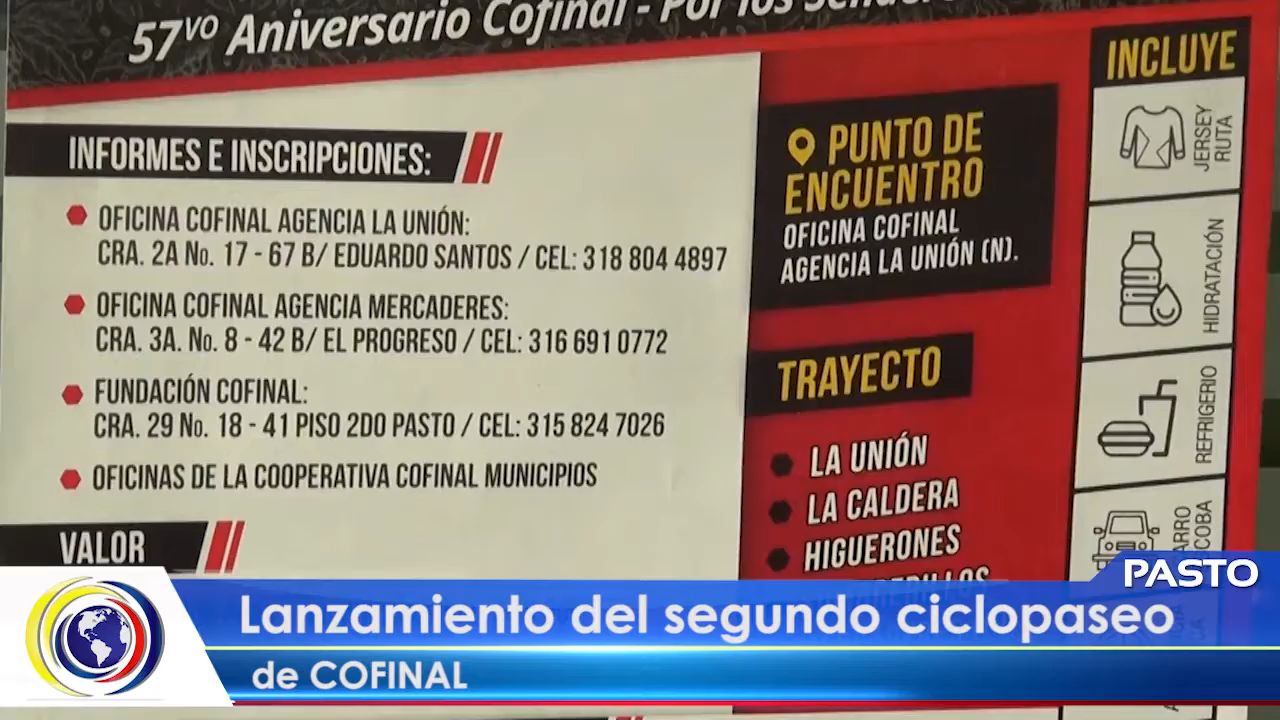 57vo Aniversario Cofinal - Por los
INFORMES E INSCRIPCIONES:
OFICINA COFINAL AGENCIA LA UNIÓN:
CRA. 2A No. 17 - 67 B/ EDUARDO SANTOS / CEL: 318 804 4897
OFICINA COFINAL AGENCIA MERCADERES:
CRA. 3A. No. 8 - 42 B/ EL PROGRESO / CEL: 316 691 0772
FUNDACIÓN COFINAL:
CRA. 29 No. 18 - 41 PISO 2DO PASTO / CEL: 315 824 7026
OFICINAS DE LA COOPERATIVA COFINAL MUNICIPIOS
VALOR
PUNTO DE
ENCUENTRO
OFICINA COFINAL
AGENCIA LA UNIÓN (N).
TRAYECTO
LA UNIÓN
LA CALDERA
HIGUERONES
INCLUYE
JERSEY
RUTA
HIDRATACIÓN
REFRIGERIO
PASTO
Lanzamiento del segundo ciclopaseo
de COFINAL